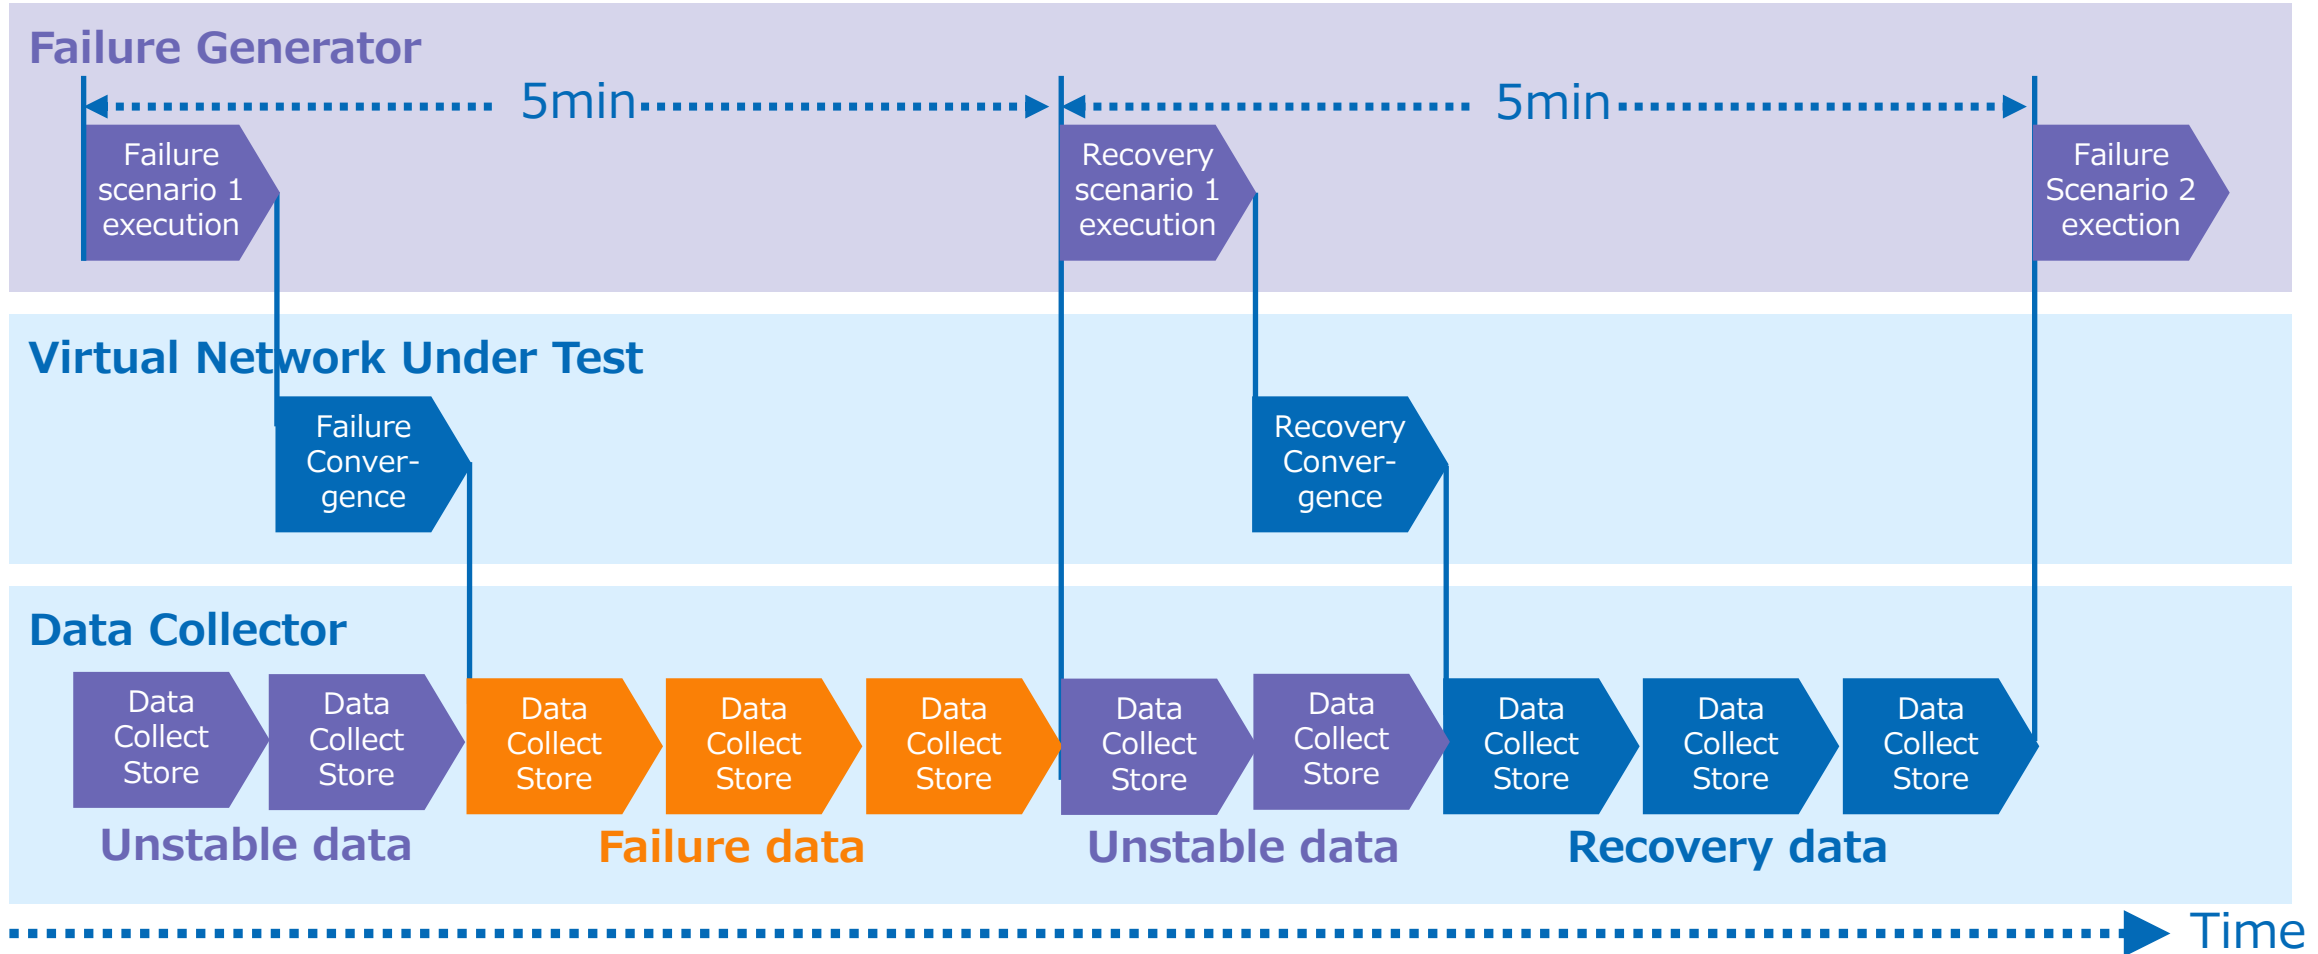 Failure Generator
5min
5min
Failure
scenario 1
execution
Recovery
scenario 1
execution
Failure
Scenario 2
exection
Virtual Network Under Test
Failure
Conver-
gence
Recovery
Conver-
gence
Data Collector
Data
Collect
Store
Data
Collect
Store
Data
Collect
Store
Data
Collect
Store
Data
Collect
Store
Data
Collect
Store
Data
Collect
Store
Data
Collect
Store
Data
Collect
Store
Data
Collect
Store
Unstable data
Failure data
Unstable data
Recovery data
Time